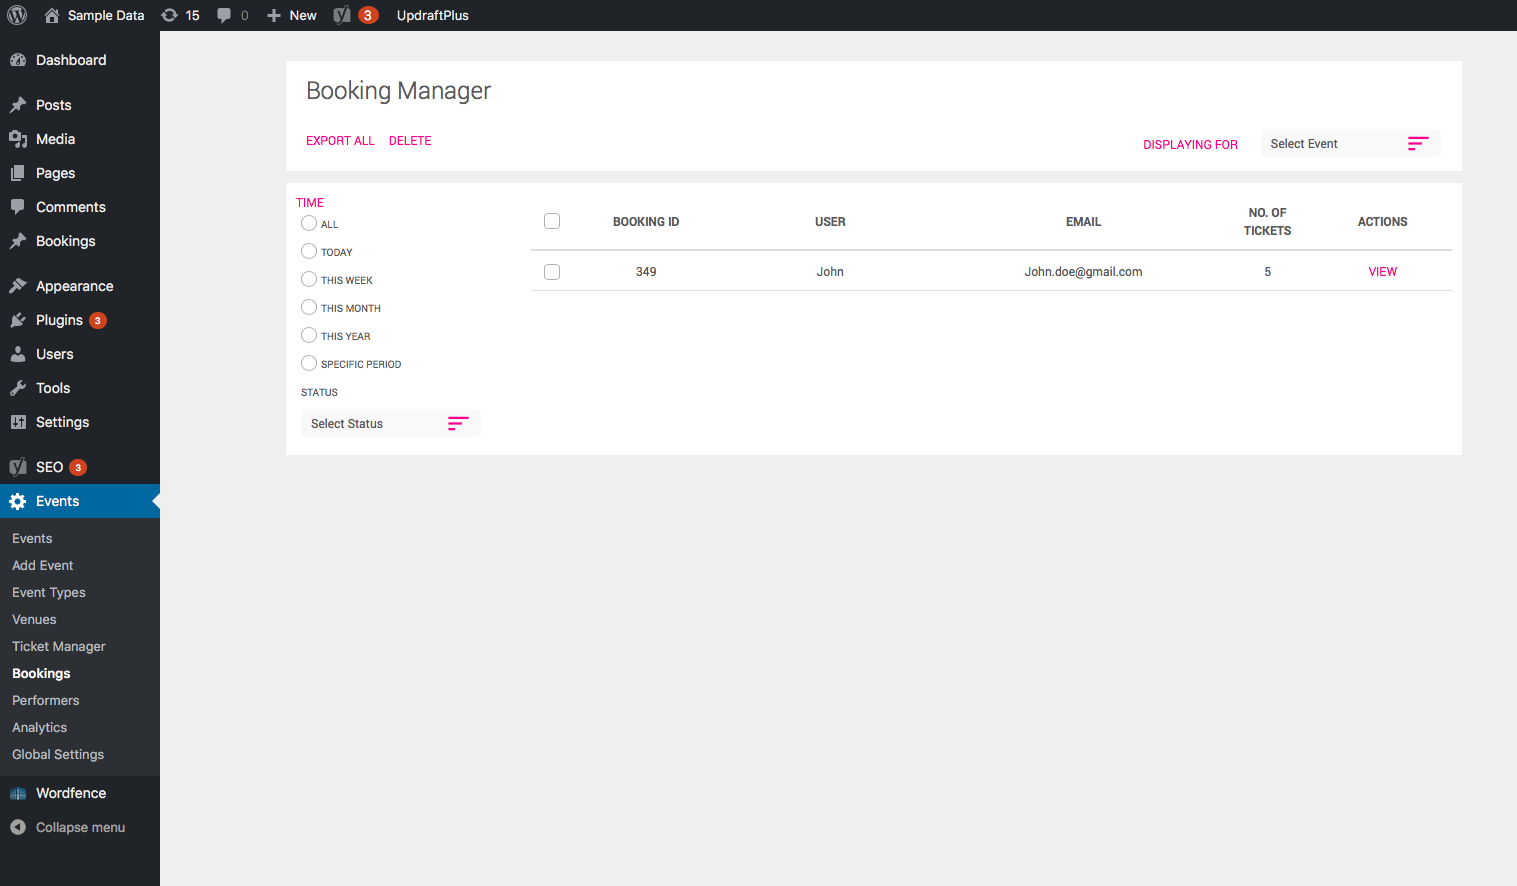 Sample Data 15 0 New 3 UpdraftPlus
Dashboard
Posts
Media
Pages
Comments
Bookings
Appearance
Plugins 3
Users
Tools
Settings
SEO 3
Events
Events
Add Event
Event Types
Venues
Ticket Manager
Bookings
Performers
Analytics
Global Settings
Wordfence
Collapse menu
Booking Manager
EXPORT ALL DELETE
DISPLAYING FOR Select Event
TIME
ALL
TODAY
THIS WEEK
THIS MONTH
THIS YEAR
SPECIFIC PERIOD
STATUS
Select Status
BOOKING ID USER EMAIL NO. OF TICKETS ACTIONS
349 John John.doe@gmail.com 5 VIEW